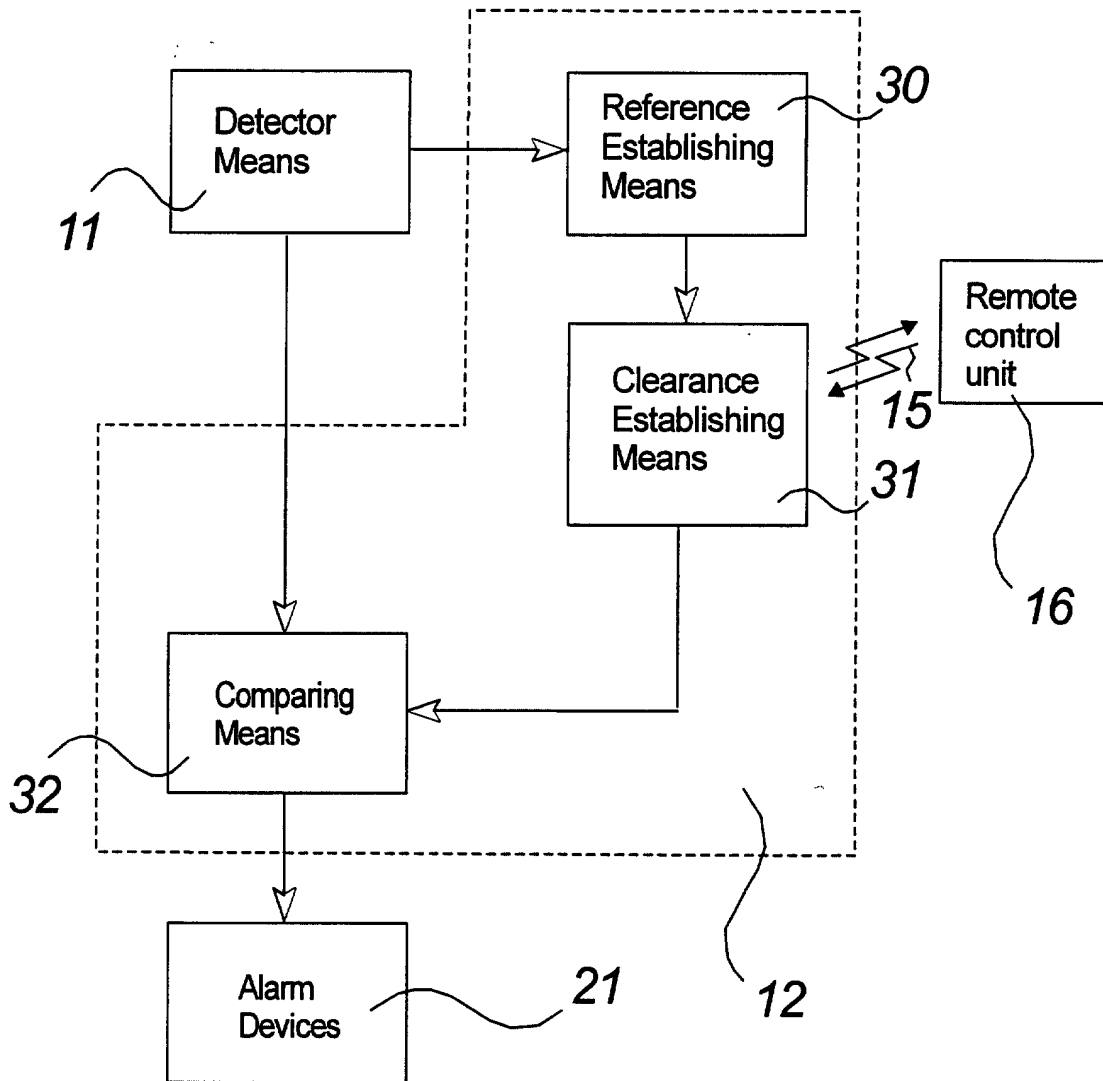 Detector
Means
11
Reference
Establishing
Means
30
Clearance
Establishing
Means
31
15
Remote
control
unit
16
Comparing
Means
32
12
Alarm
Devices
21